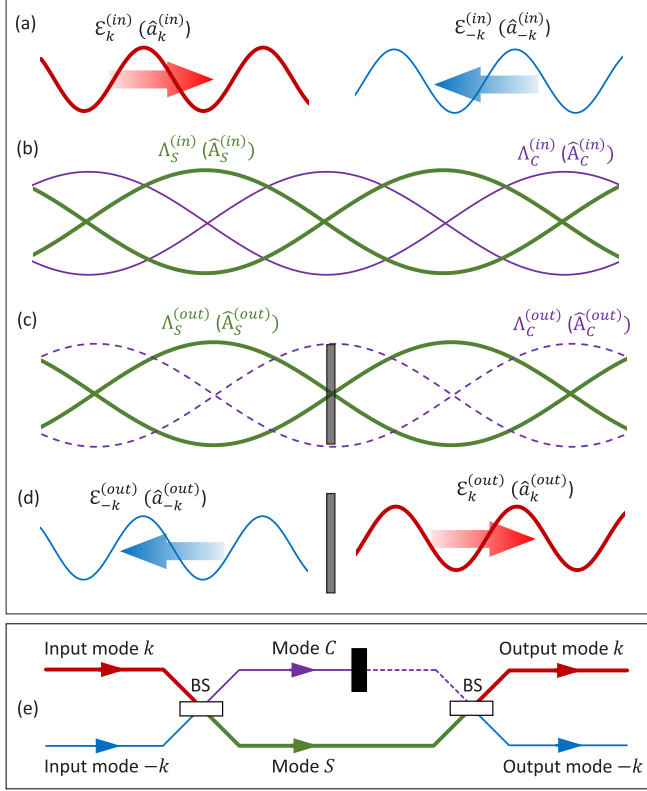 (a)
ℰ_k^(in) (â_k^(in))
ℰ_−k^(in) (â_−k^(in))
(b)
Λ_S^(in) (Â_S^(in))
Λ_C^(in) (Â_C^(in))
(c)
Λ_S^(out) (Â_S^(out))
Λ_C^(out) (Â_C^(out))
(d)
ℰ_−k^(out) (â_−k^(out))
ℰ_k^(out) (â_k^(out))
Input mode k
Mode C
Output mode k
BS
BS
(e)
Input mode −k
Mode S
Output mode −k